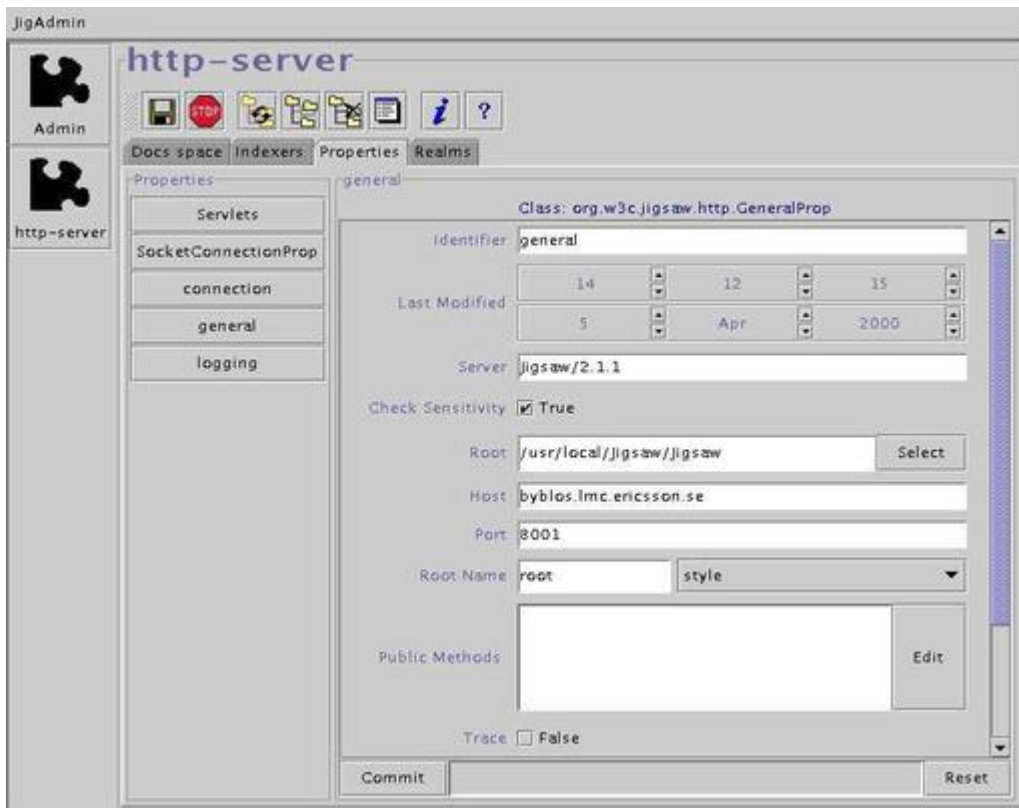 JigAdmin
http-server
Admin
http-server
STOP
i ?
Docs space Indexers Properties Realms
Properties
Servlets
SocketConnectionProp
connection
general
logging
general
Class: org.w3c.jigsaw.http.GeneralProp
Identifier general
Last Modified 14 12 15
5 Apr 2000
Server Jigsaw/2.1.1
Check Sensitivity True
Root /usr/local/Jigsaw/Jigsaw Select
Host byblos.lmc.ericsson.se
Port 8001
Root Name root style
Public Methods Edit
Trace False
Commit Reset